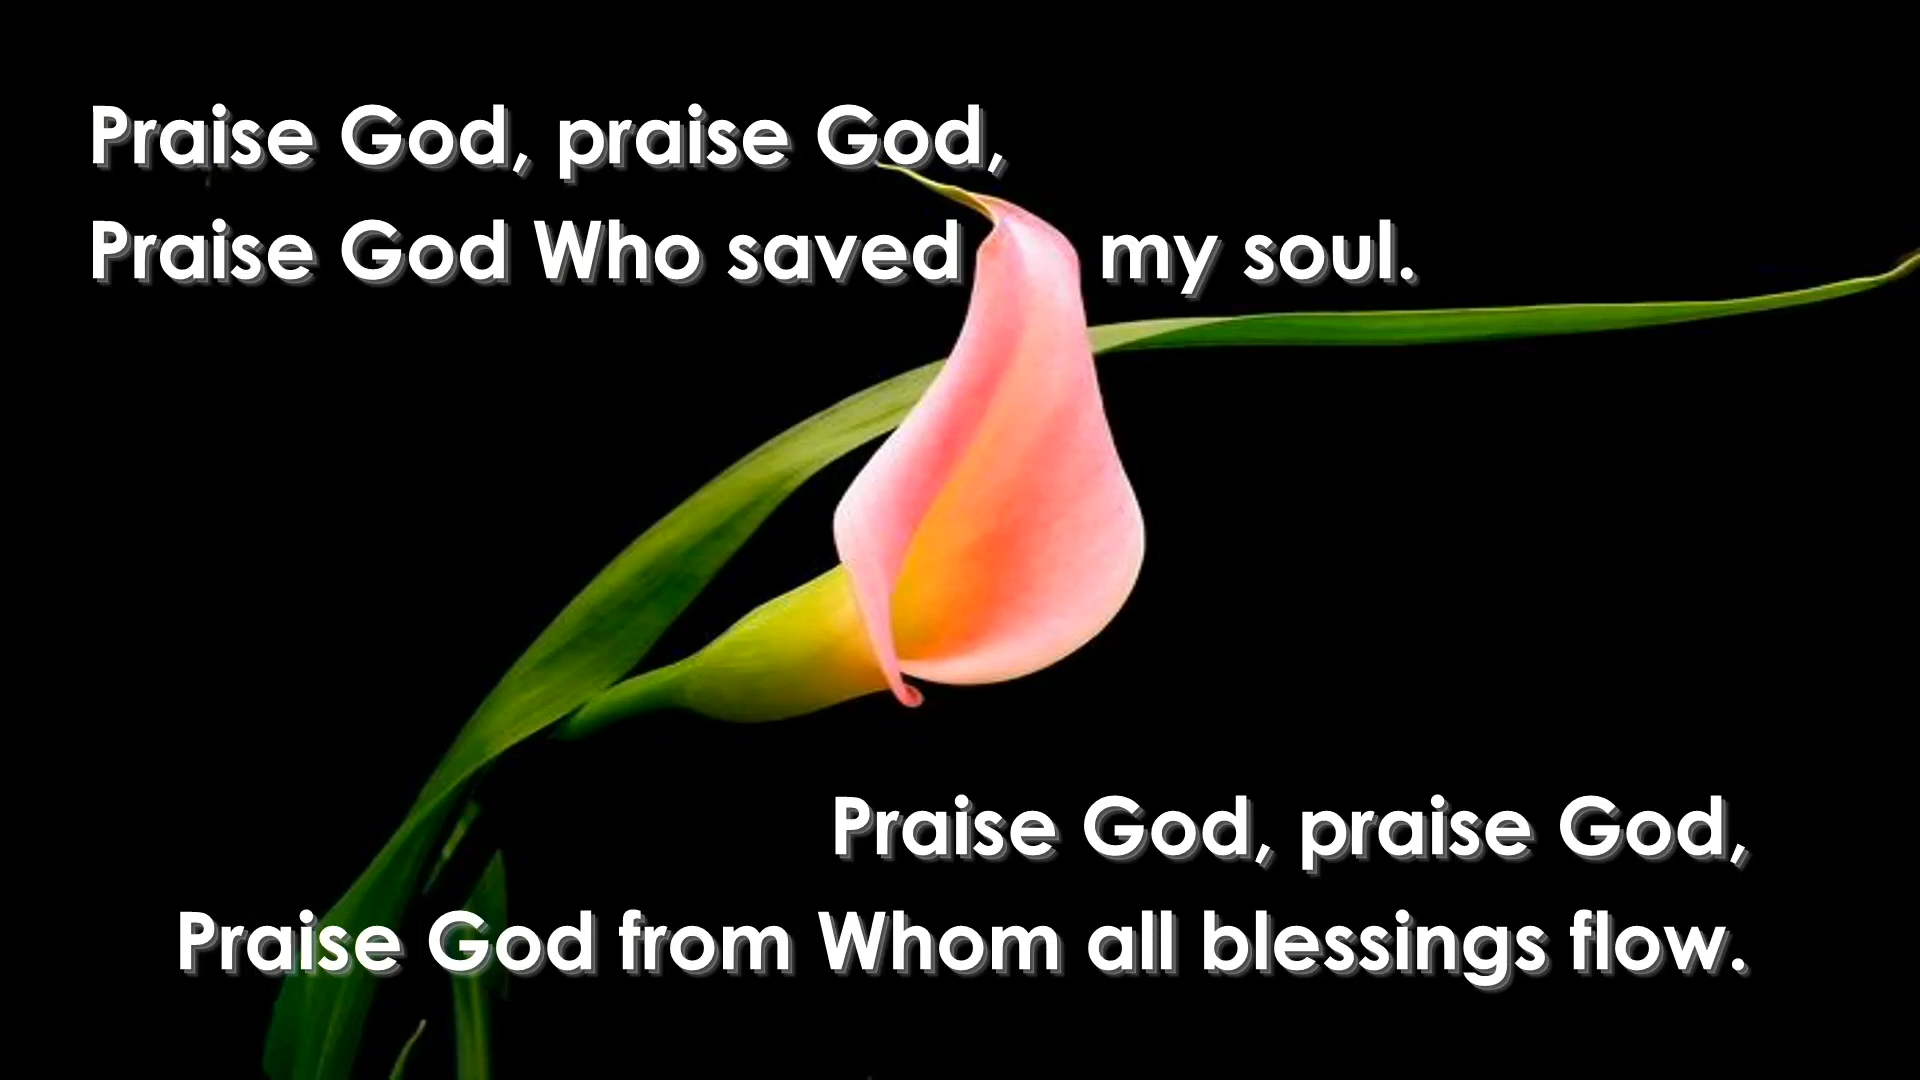 Praise God, praise God,
Praise God Who saved my soul.
Praise God, praise God,
Praise God from Whom all blessings flow.